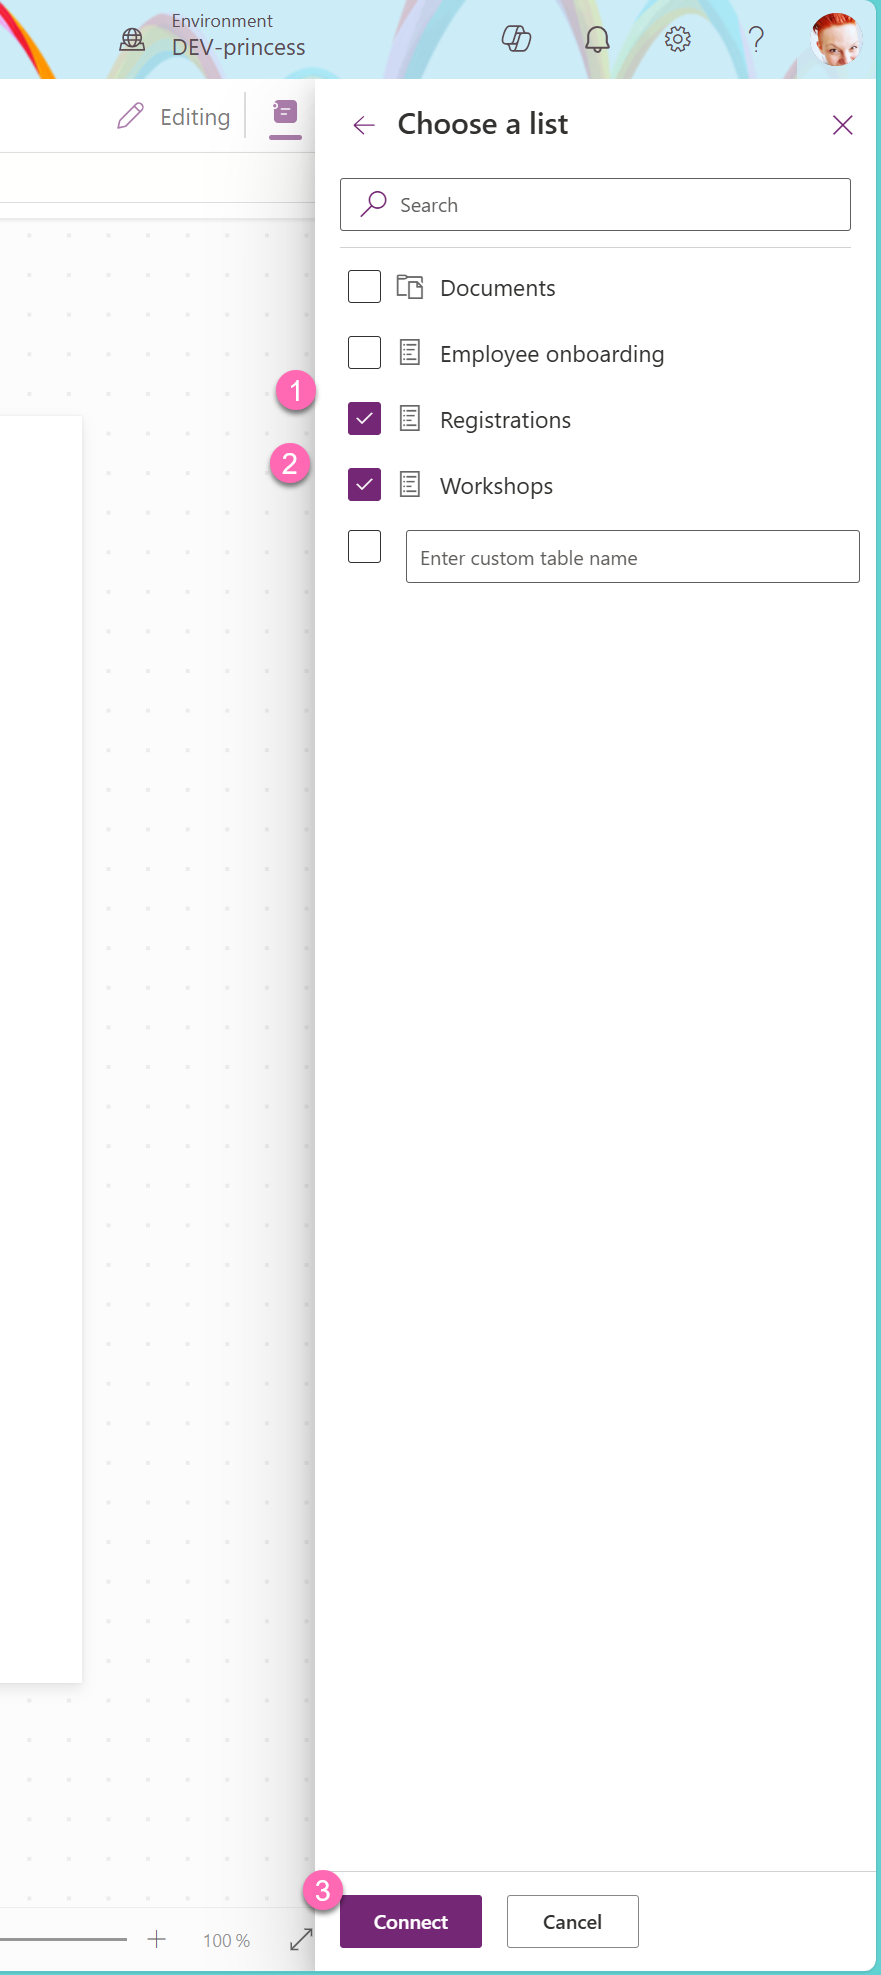 Environment
DEV-princess
Editing
Choose a list
Search
Documents
Employee onboarding
1
Registrations
2
Workshops
Enter custom table name
3
Connect
Cancel
100 %